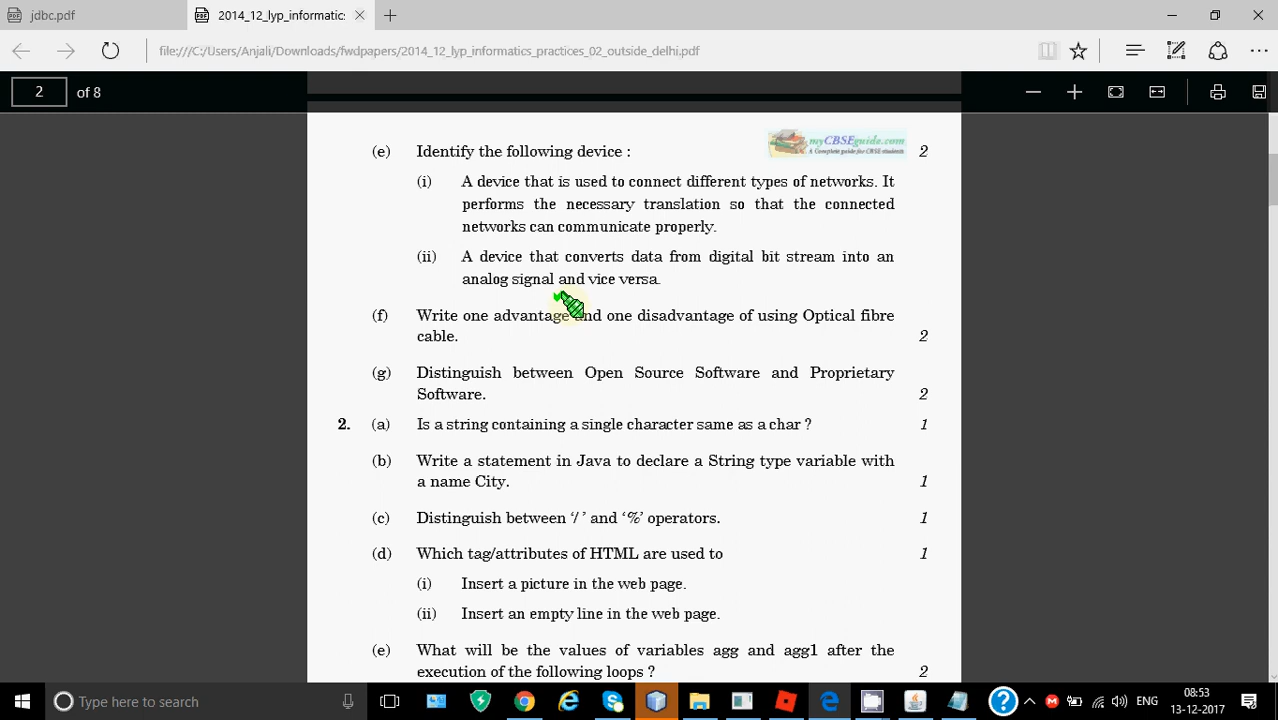 jdbc.pdf
2014_12_lyp_informatic:
file:///C:/Users/Anjali/Downloads/fwdpapers/2014_12_lyp_informatics_practices_02_outside_delhi.pdf
2 of 8
myCBSEguide.com
A Complete guide for CBSE students
(e) Identify the following device : 2
(i) A device that is used to connect different types of networks. It
performs the necessary translation so that the connected
networks can communicate properly.
(ii) A device that converts data from digital bit stream into an
analog signal and vice versa.
(f) Write one advantage and one disadvantage of using Optical fibre
cable. 2
(g) Distinguish between Open Source Software and Proprietary
Software. 2
2. (a) Is a string containing a single character same as a char ? 1
(b) Write a statement in Java to declare a String type variable with
a name City. 1
(c) Distinguish between '/' and '%' operators. 1
(d) Which tag/attributes of HTML are used to 1
(i) Insert a picture in the web page.
(ii) Insert an empty line in the web page.
(e) What will be the values of variables agg and agg1 after the
execution of the following loops ? 2
Type here to search
ENG
08:53
13-12-2017